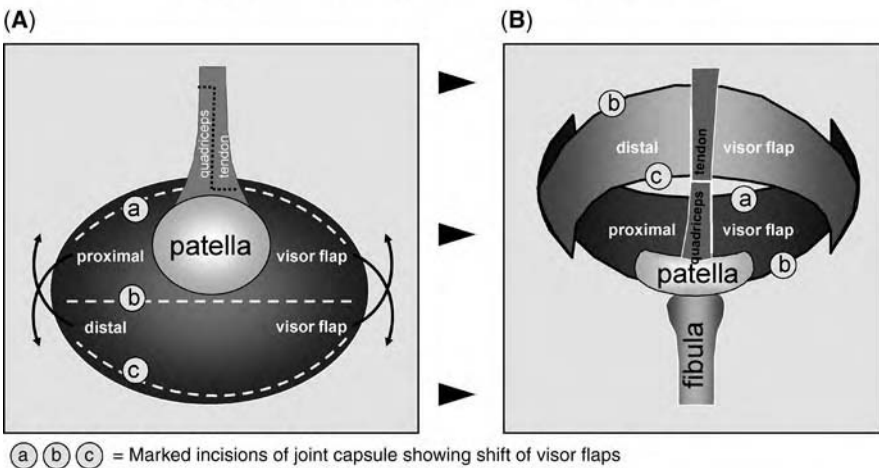 (A)
(B)
quadriceps
tendon
a
patella
proximal
visor flap
b
distal
visor flap
c
b
distal
tendon
visor flap
c
a
proximal
quadriceps
visor flap
patella
b
fibula
a b c = Marked incisions of joint capsule showing shift of visor flaps